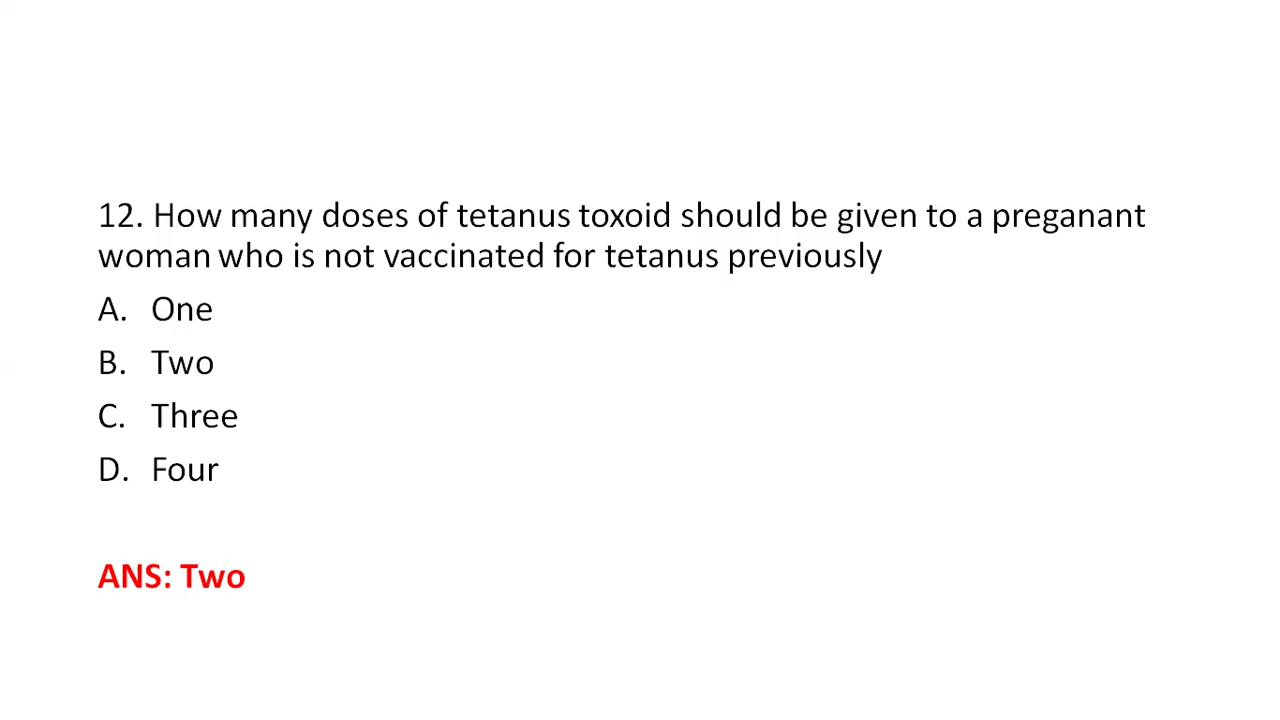 12. How many doses of tetanus toxoid should be given to a preganant
woman who is not vaccinated for tetanus previously
A. One
B. Two
C. Three
D. Four
ANS: Two